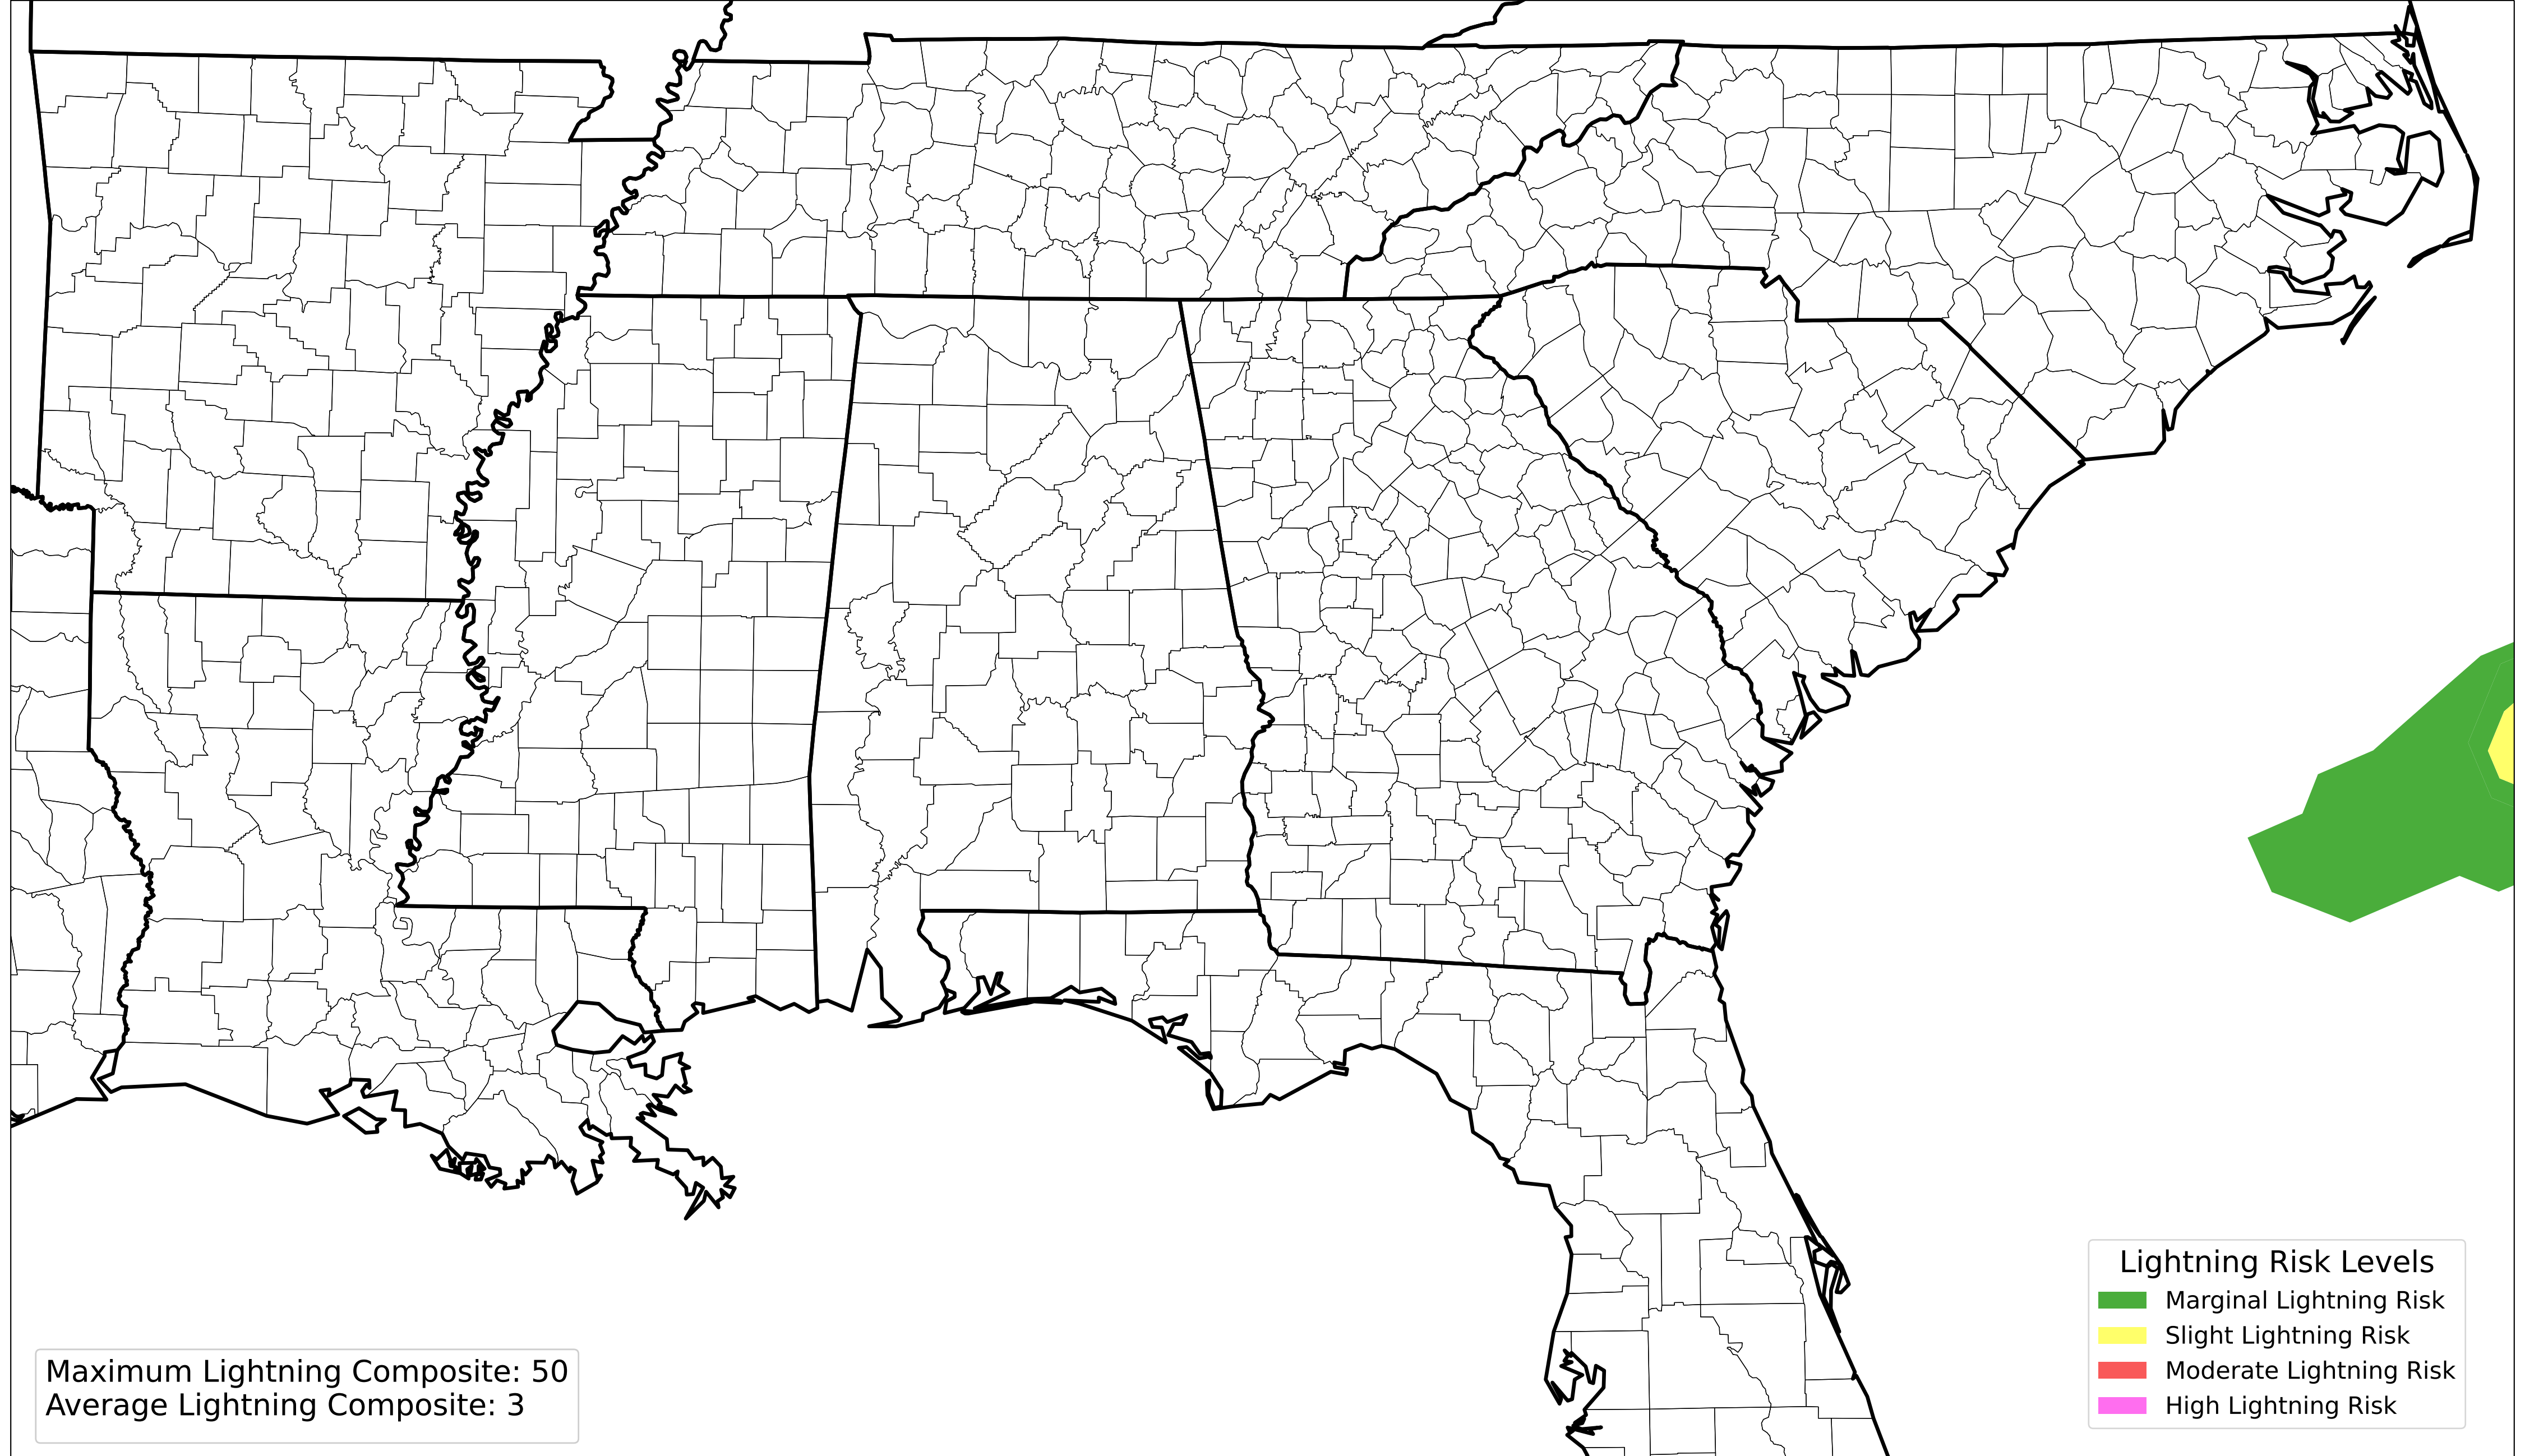 Maximum Lightning Composite: 50
Average Lightning Composite: 3
Lightning Risk Levels
Marginal Lightning Risk
Slight Lightning Risk
Moderate Lightning Risk
High Lightning Risk